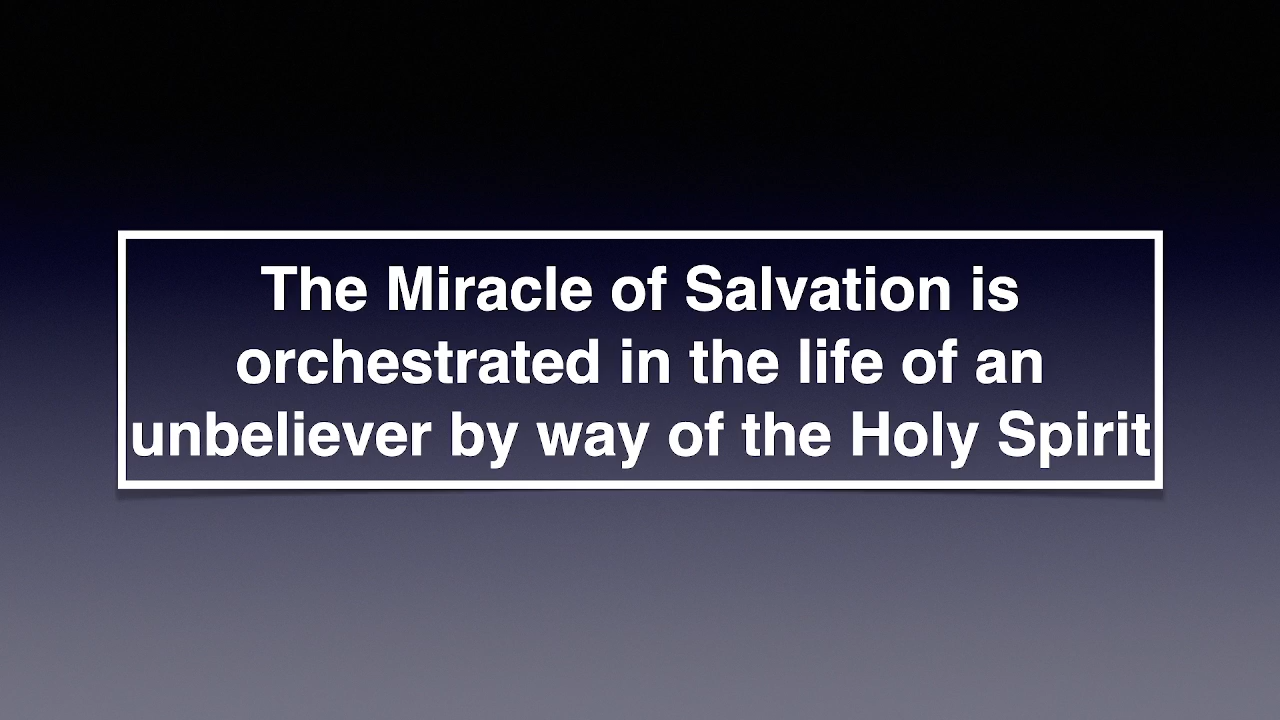 The Miracle of Salvation is
orchestrated in the life of an
unbeliever by way of the Holy Spirit